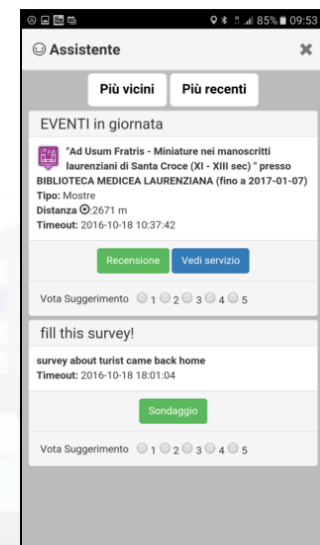 85% 09:53
Assistente
Più vicini Più recenti
EVENTI in giornata
"Ad Usum Fratris - Miniature nei manoscritti
laurenziani di Santa Croce (XI - XIII sec) " presso
BIBLIOTECA MEDICEA LAURENZIANA (fino a 2017-01-07)
Tipo: Mostre
Distanza :2671 m
Timeout: 2016-10-18 10:37:42
Recensione Vedi servizio
Vota Suggerimento 1 2 3 4 5
fill this survey!
survey about turist came back home
Timeout: 2016-10-18 18:01:04
Sondaggio
Vota Suggerimento 1 2 3 4 5